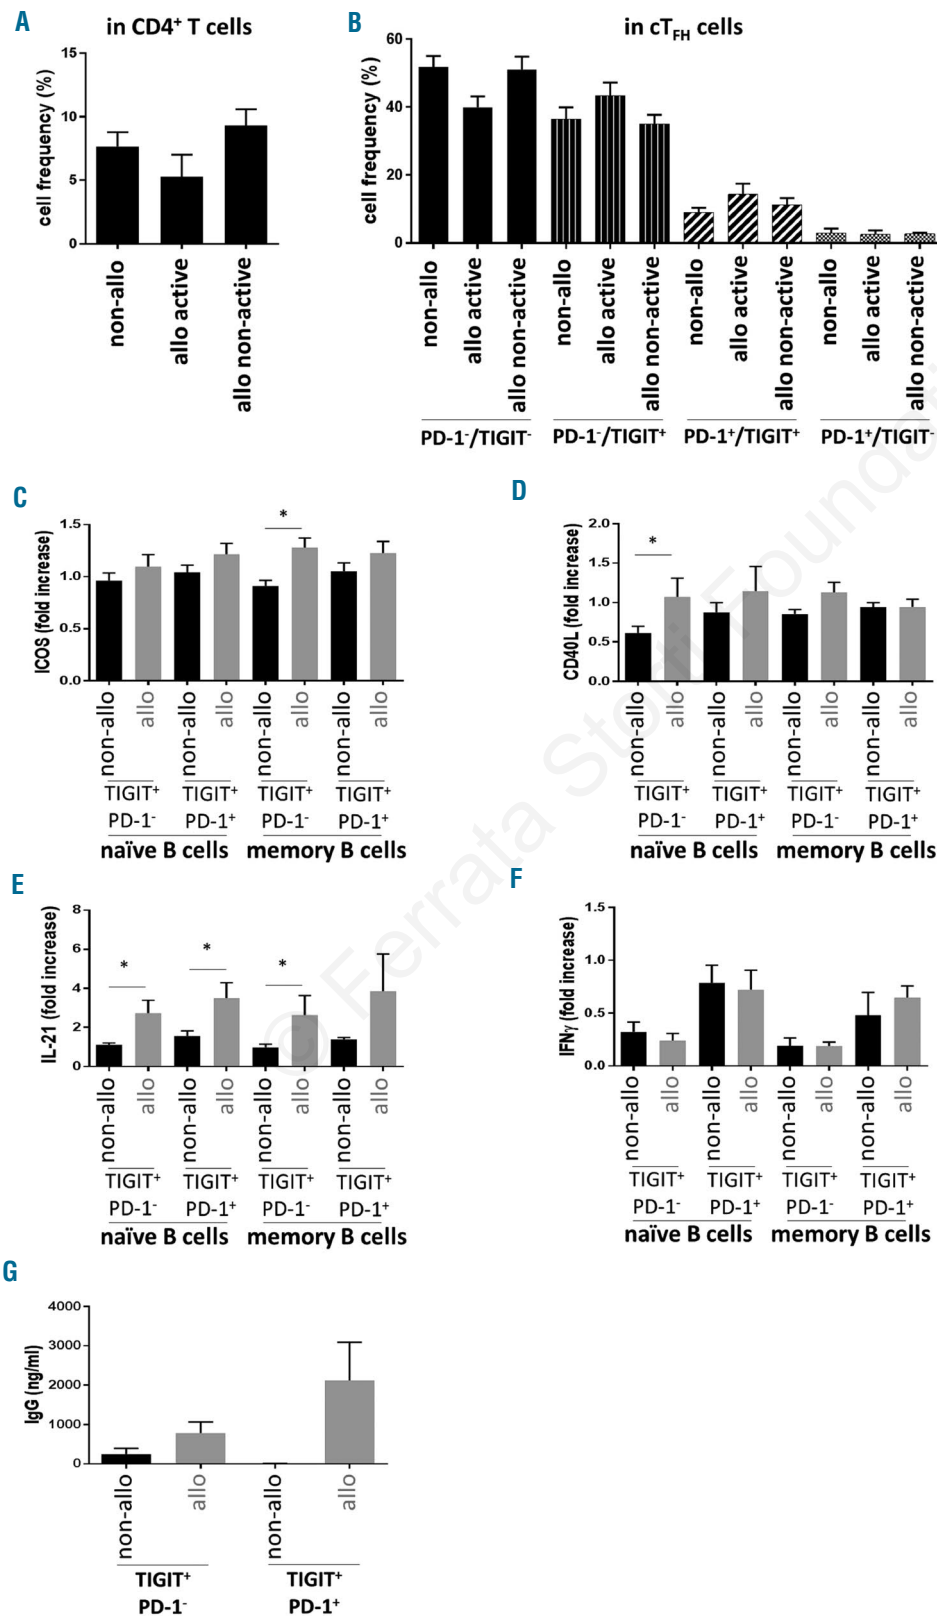 A
in CD4⁺ T cells
cell frequency (%)
15
10
5
0
non-allo
allo active
allo non-active
B
in cT_FH cells
cell frequency (%)
60
40
20
0
non-allo
allo active
allo non-active
non-allo
allo active
allo non-active
non-allo
allo active
allo non-active
non-allo
allo active
allo non-active
PD-1⁻/TIGIT⁻ PD-1⁻/TIGIT⁺ PD-1⁺/TIGIT⁺ PD-1⁺/TIGIT⁻
C
ICOS (fold increase)
1.5
1.0
0.5
0.0
*
non-allo
allo
non-allo
allo
non-allo
allo
non-allo
allo
TIGIT⁺ TIGIT⁺ TIGIT⁺ TIGIT⁺
PD-1⁻ PD-1⁺ PD-1⁻ PD-1⁺
naïve B cells memory B cells
D
CD40L (fold increase)
2.0
1.5
1.0
0.5
0.0
*
non-allo
allo
non-allo
allo
non-allo
allo
non-allo
allo
TIGIT⁺ TIGIT⁺ TIGIT⁺ TIGIT⁺
PD-1⁻ PD-1⁺ PD-1⁻ PD-1⁺
naïve B cells memory B cells
E
IL-21 (fold increase)
8
6
4
2
0
* * *
non-allo
allo
non-allo
allo
non-allo
allo
non-allo
allo
TIGIT⁺ TIGIT⁺ TIGIT⁺ TIGIT⁺
PD-1⁻ PD-1⁺ PD-1⁻ PD-1⁺
naïve B cells memory B cells
F
IFNγ (fold increase)
1.5
1.0
0.5
0.0
non-allo
allo
non-allo
allo
non-allo
allo
non-allo
allo
TIGIT⁺ TIGIT⁺ TIGIT⁺ TIGIT⁺
PD-1⁻ PD-1⁺ PD-1⁻ PD-1⁺
naïve B cells memory B cells
G
IgG (ng/ml)
4000
3000
2000
1000
0
non-allo
allo
non-allo
allo
TIGIT⁺ TIGIT⁺
PD-1⁻ PD-1⁺
© Ferrata Storti Foundati